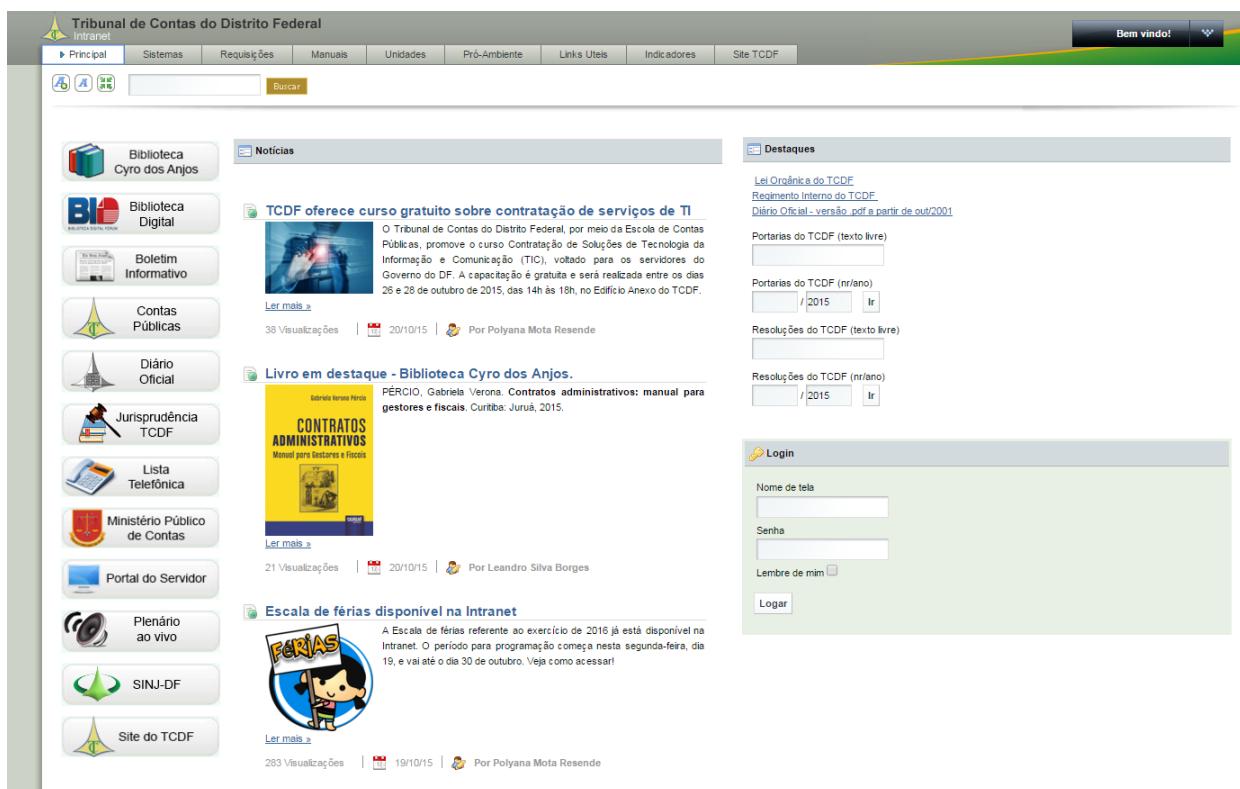 Tribunal de Contas do Distrito Federal
Intranet
Bem vindo!
Principal Sistemas Requisições Manuais Unidades Pró-Ambiente Links Uteis Indicadores Site TCDF
Buscar
Biblioteca
Cyro dos Anjos
Biblioteca
Digital
Boletim
Informativo
Contas
Públicas
Diário
Oficial
Jurisprudência
TCDF
Lista
Telefônica
Ministério Público
de Contas
Portal do Servidor
Plenário
ao vivo
SINJ-DF
Site do TCDF
Notícias
TCDF oferece curso gratuito sobre contratação de serviços de TI
O Tribunal de Contas do Distrito Federal, por meio da Escola de Contas
Públicas, promove o curso Contratação de Soluções de Tecnologia da
Informação e Comunicação (TIC), voltado para os servidores do
Governo do DF. A capacitação é gratuita e será realizada entre os dias
26 e 28 de outubro de 2015, das 14h às 18h, no Edifício Anexo do TCDF.
Ler mais »
38 Visualizações | 20/10/15 | Por Polyana Mota Resende
Livro em destaque - Biblioteca Cyro dos Anjos.
Gabriela Verona Pércio
CONTRATOS
ADMINISTRATIVOS
Manual para Gestores e Fiscais
PÉRCIO, Gabriela Verona. Contratos administrativos: manual para
gestores e fiscais. Curitiba: Juruá, 2015.
Ler mais »
21 Visualizações | 20/10/15 | Por Leandro Silva Borges
Escala de férias disponível na Intranet
FÉRIAS
A Escala de férias referente ao exercício de 2016 já está disponível na
Intranet. O período para programação começa nesta segunda-feira, dia
19, e vai até o dia 30 de outubro. Veja como acessar!
Ler mais »
283 Visualizações | 19/10/15 | Por Polyana Mota Resende
Destaques
Lei Orgânica do TCDF
Regimento Interno do TCDF
Diário Oficial - versão .pdf a partir de out/2001
Portarias do TCDF (texto livre)
Portarias do TCDF (nr/ano)
/ 2015 Ir
Resoluções do TCDF (texto livre)
Resoluções do TCDF (nr/ano)
/ 2015 Ir
Login
Nome de tela
Senha
Lembre de mim
Logar